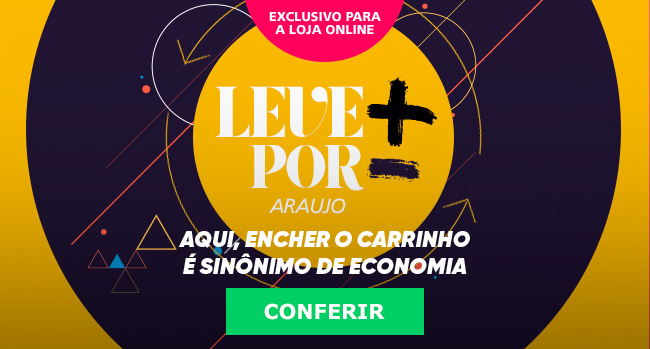 EXCLUSIVO PARA
A LOJA ONLINE
LEVE +
POR -
ARAUJO
AQUI, ENCHER O CARRINHO
É SINÔNIMO DE ECONOMIA
CONFERIR